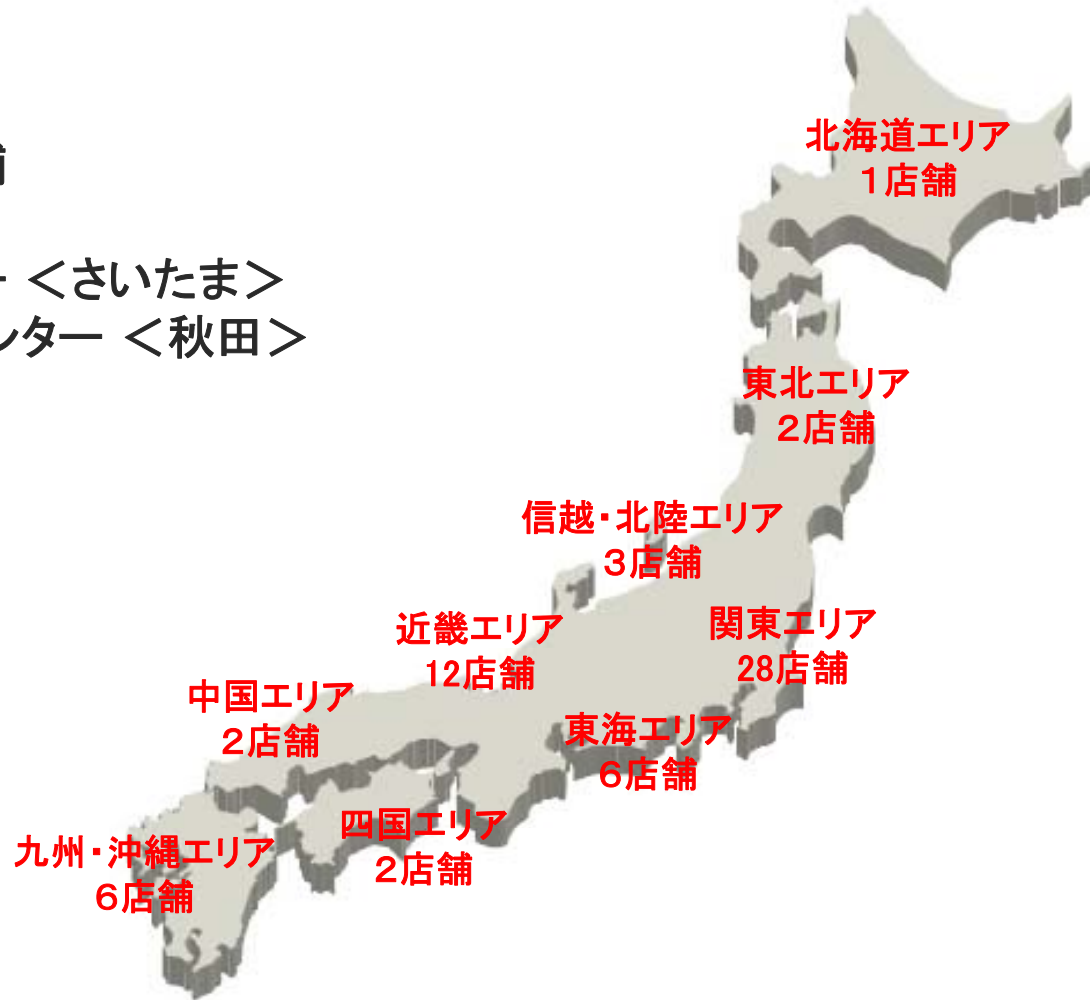 舗
ー ＜さいたま＞
ンター ＜秋田＞
北海道エリア
１店舗
東北エリア
２店舗
信越・北陸エリア
３店舗
近畿エリア
12店舗
関東エリア
28店舗
中国エリア
２店舗
東海エリア
６店舗
四国エリア
２店舗
九州・沖縄エリア
６店舗